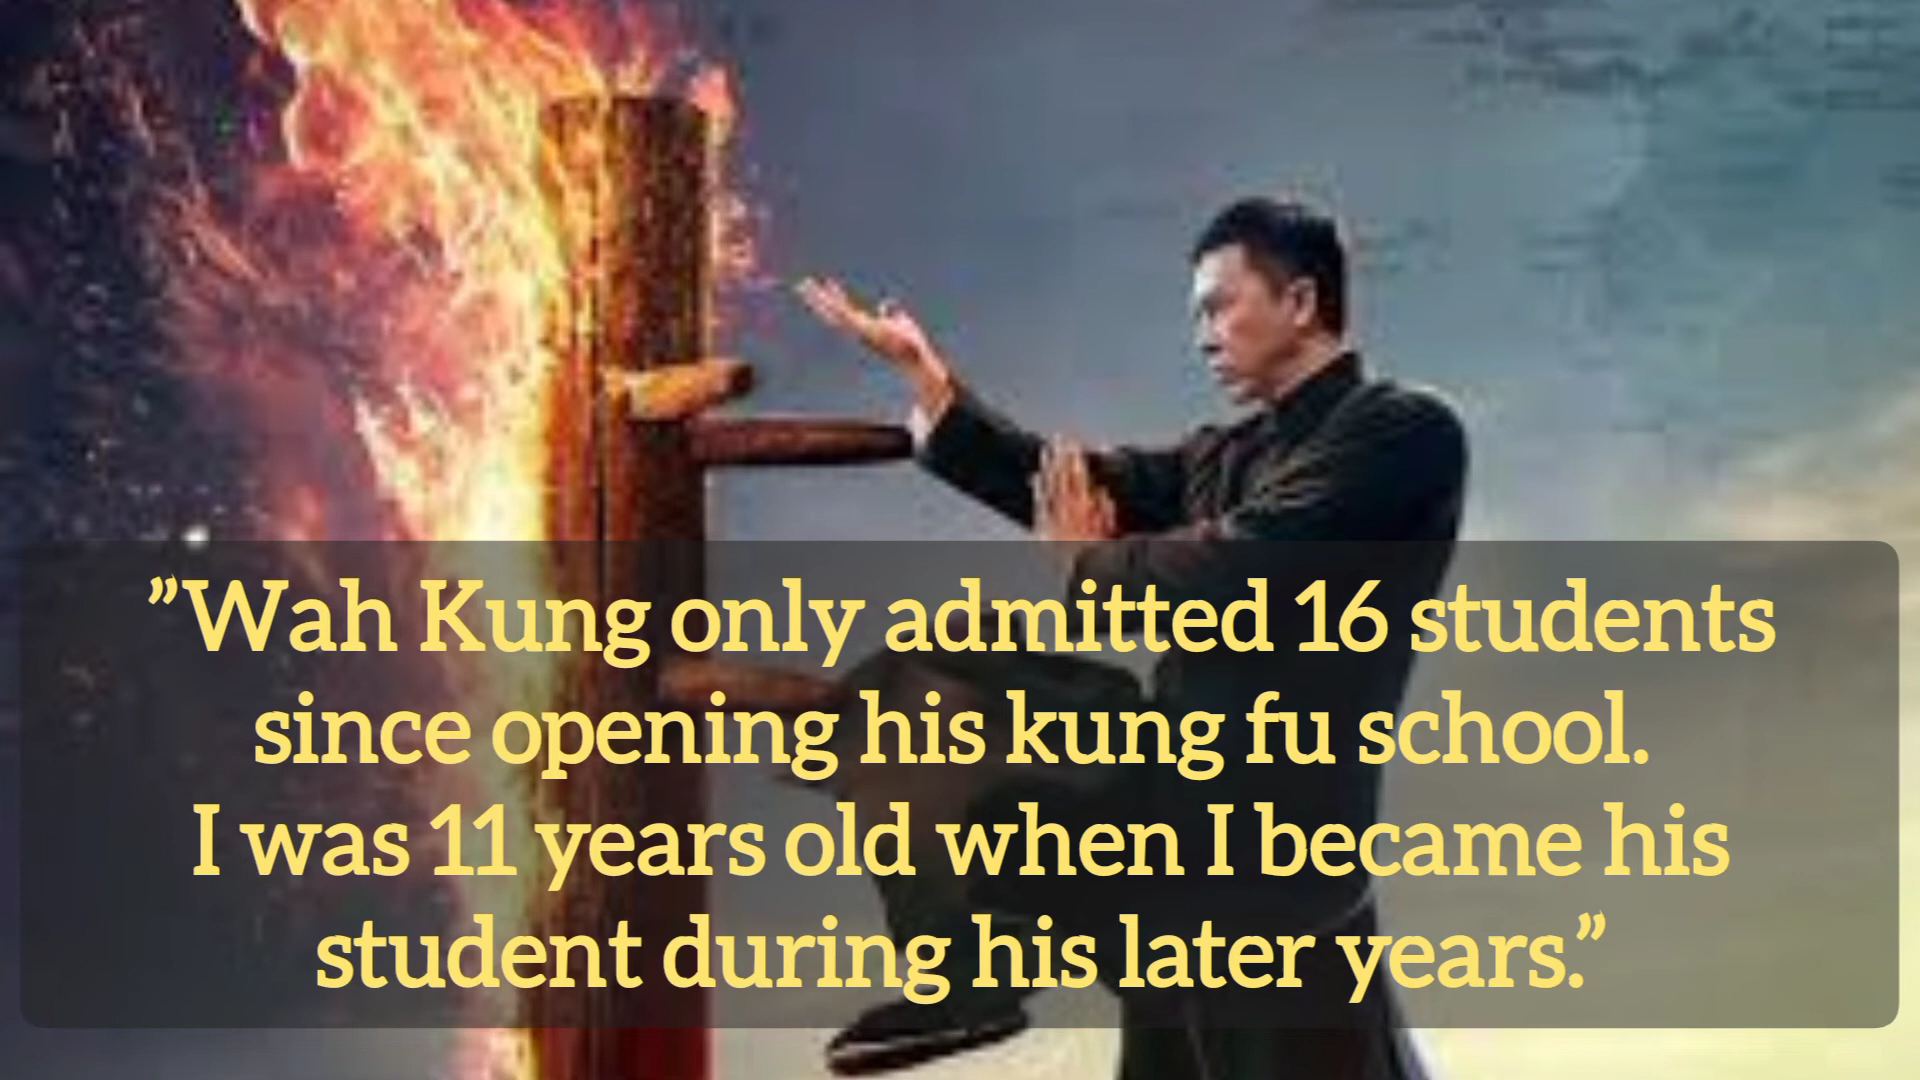 ”Wah Kung only admitted 16 students
since opening his kung fu school.
I was 11 years old when I became his
student during his later years.”